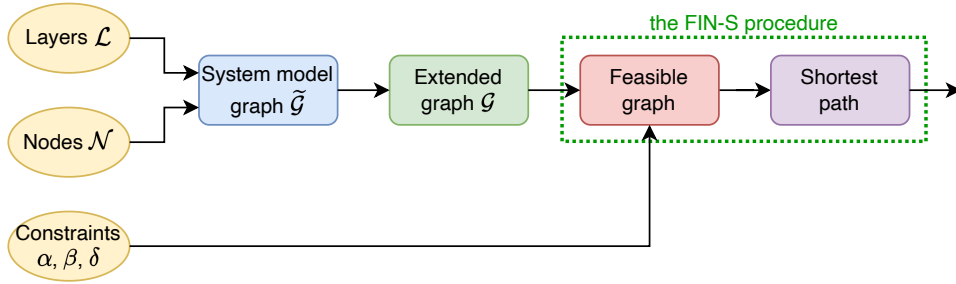 the FIN-S procedure
Layers ℒ
System model
graph 𝒢̃
Extended
graph 𝒢
Feasible
graph
Shortest
path
Nodes 𝒩
Constraints
α, β, δ